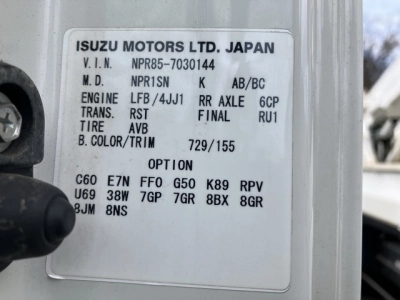 ISUZU MOTORS LTD. JAPAN
V.I.N. NPR85-7030144
M.D. NPR1SN K AB/BC
ENGINE LFB/4JJ1 RR AXLE 6CP
TRANS. RST FINAL RU1
TIRE AVB
B.COLOR/TRIM 729/155
OPTION
C60 E7N FF0 G50 K89 RPV
U69 38W 7GP 7GR 8BX 8GR
8JM 8NS